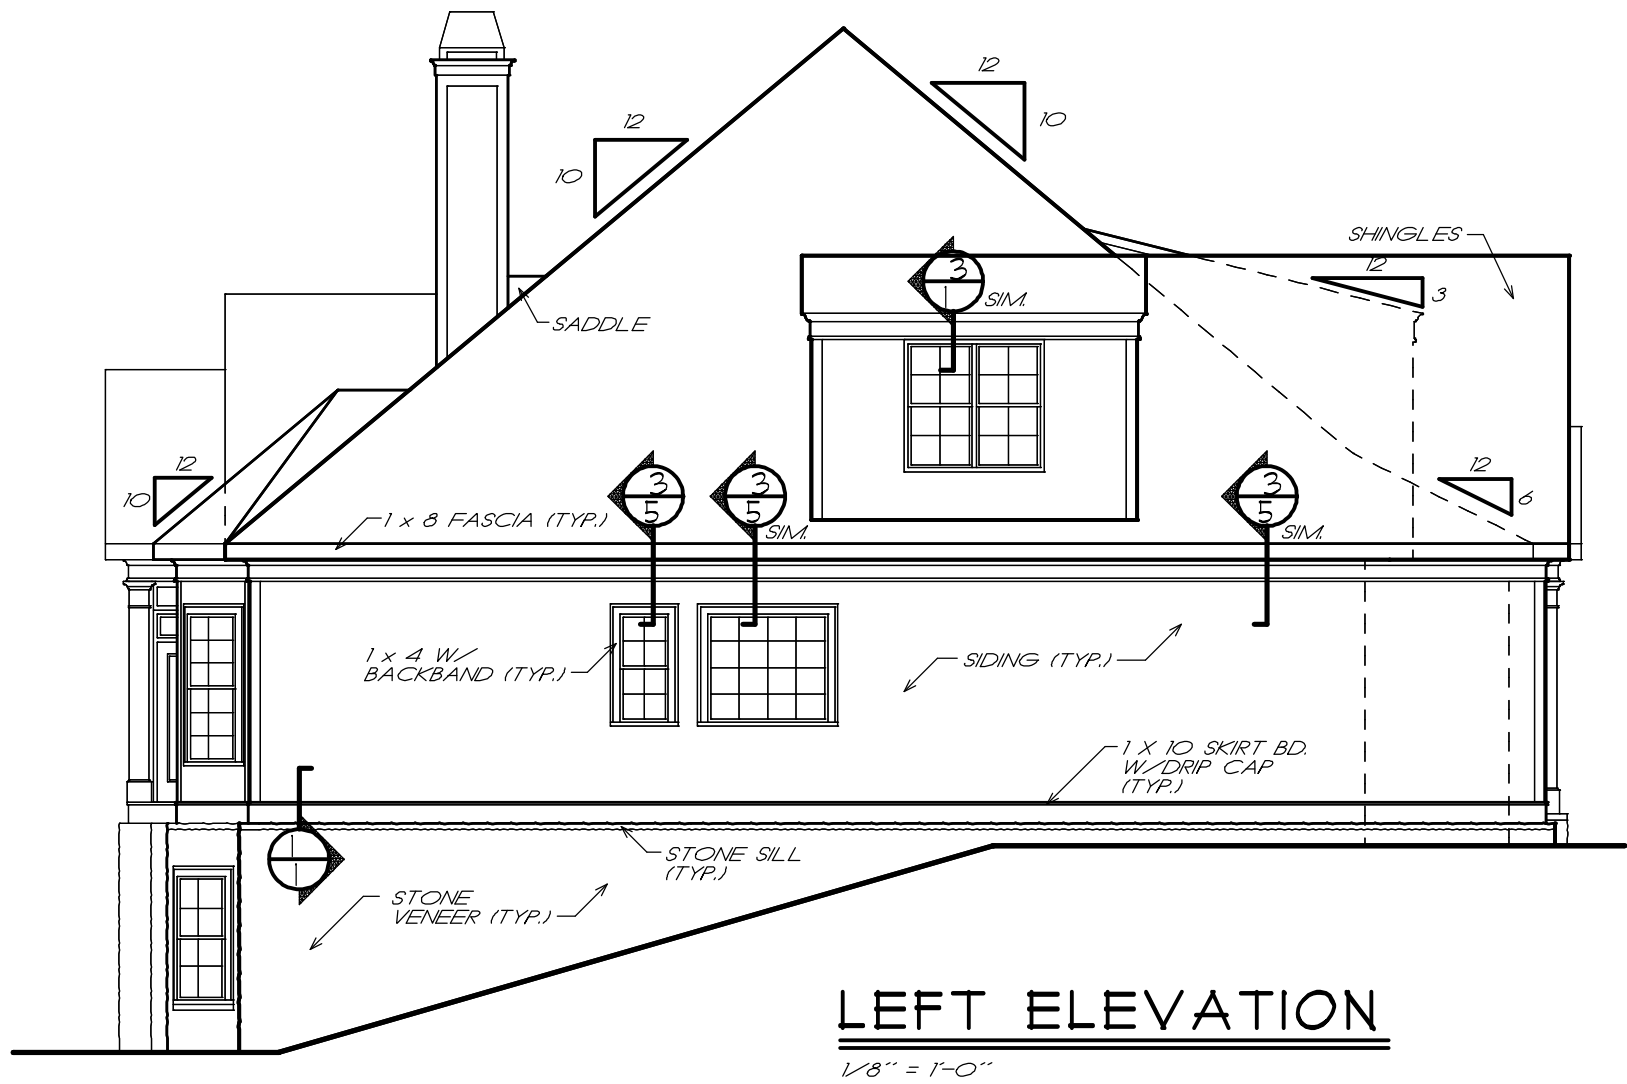 12
10
12
10
SHINGLES
12
3
3
1
SIM.
SADDLE
12
10
12
6
3
5
3
5
SIM.
3
5
SIM.
1 x 8 FASCIA (TYP.)
1 x 4 W/
BACKBAND (TYP.)
SIDING (TYP.)
1 X 10 SKIRT BD.
W/DRIP CAP
(TYP.)
1
1
STONE SILL
(TYP.)
STONE
VENEER (TYP.)
LEFT ELEVATION
1/8" = 1'-0"